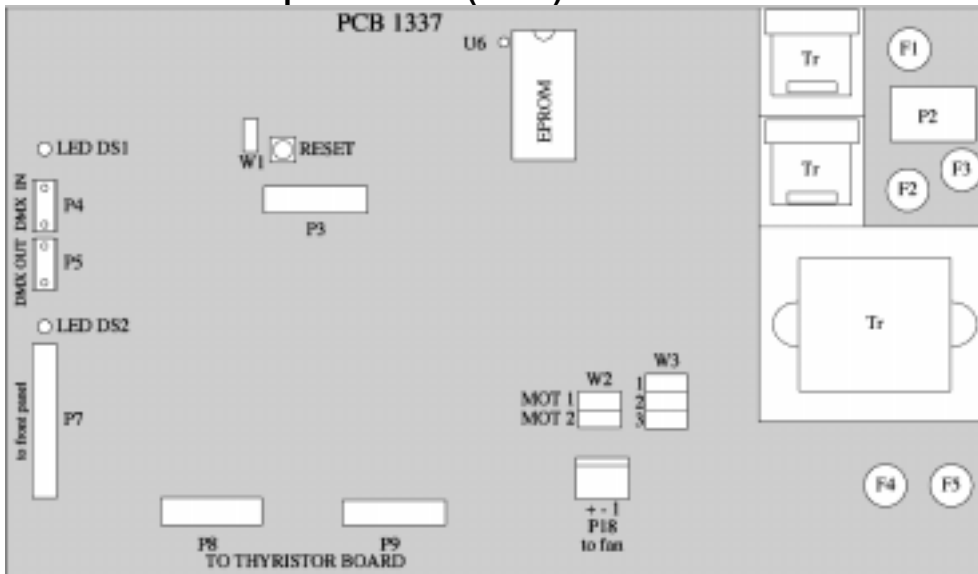 PCB 1337
U6
EPROM
Tr
F1
P2
LED DS1
W1
RESET
Tr
F2
F3
DMX IN
P4
P3
DMX OUT
P5
LED DS2
Tr
W3
W2
1
MOT 1
2
MOT 2
3
to front panel
P7
F4
F5
+ - 1
P18
to fan
P8
P9
TO THYRISTOR BOARD